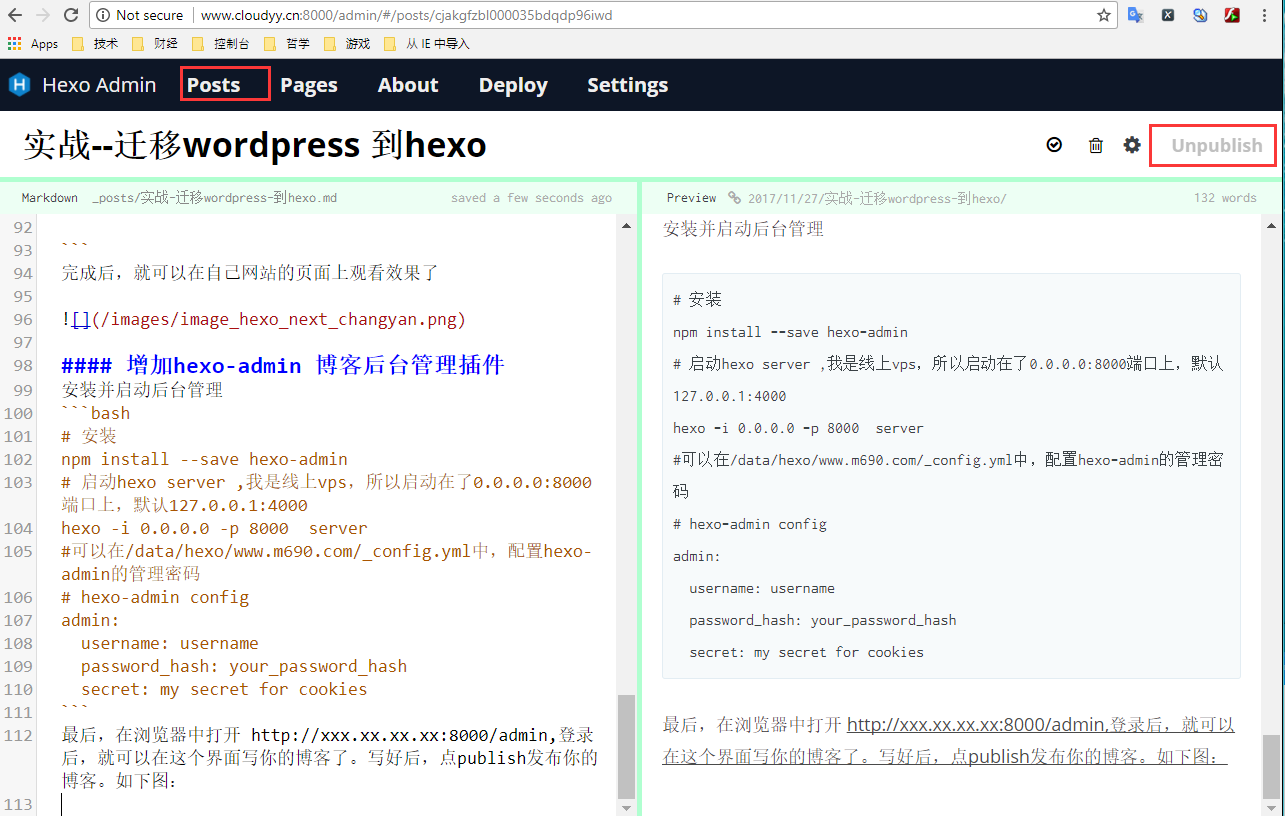 Not secure | www.cloudyy.cn:8000/admin/#/posts/cjakgfzbl000035bdqdp96iwd
Apps 技术 财经 控制台 哲学 游戏 从 IE 中导入
Hexo Admin Posts Pages About Deploy Settings
实战--迁移wordpress 到hexo
Unpublish
Markdown _posts/实战-迁移wordpress-到hexo.md saved a few seconds ago
92
93 ```
94 完成后，就可以在自己网站的页面上观看效果了
95
96 ![](/images/image_hexo_next_changyan.png)
97
98 #### 增加hexo-admin 博客后台管理插件
99 安装并启动后台管理
100 ```bash
101 # 安装
102 npm install --save hexo-admin
103 # 启动hexo server ,我是线上vps，所以启动在了0.0.0.0:8000
端口上，默认127.0.0.1:4000
104 hexo -i 0.0.0.0 -p 8000  server
105 #可以在/data/hexo/www.m690.com/_config.yml中，配置hexo-
admin的管理密码
106 # hexo-admin config
107 admin:
108   username: username
109   password_hash: your_password_hash
110   secret: my secret for cookies
111 ```
112 最后，在浏览器中打开 http://xxx.xx.xx.xx:8000/admin,登录
后，就可以在这个界面写你的博客了。写好后，点publish发布你的
博客。如下图：
113
Preview 2017/11/27/实战-迁移wordpress-到hexo/ 132 words
安装并启动后台管理
# 安装
npm install --save hexo-admin
# 启动hexo server ,我是线上vps，所以启动在了0.0.0.0:8000端口上，默认
127.0.0.1:4000
hexo -i 0.0.0.0 -p 8000  server
#可以在/data/hexo/www.m690.com/_config.yml中，配置hexo-admin的管理密
码
# hexo-admin config
admin:
  username: username
  password_hash: your_password_hash
  secret: my secret for cookies
最后，在浏览器中打开 http://xxx.xx.xx.xx:8000/admin,登录后，就可以
在这个界面写你的博客了。写好后，点publish发布你的博客。如下图：